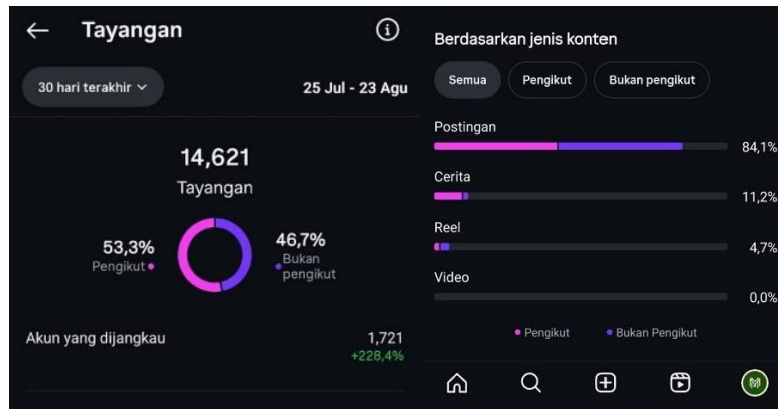 Tayangan
30 hari terakhir
25 Jul - 23 Agu
14,621
Tayangan
53,3%
Pengikut
46,7%
Bukan
pengikut
Akun yang dijangkau
1,721
+228,4%
Berdasarkan jenis konten
Semua
Pengikut
Bukan pengikut
Postingan
84,1%
Cerita
11,2%
Reel
4,7%
Video
0,0%
Pengikut
Bukan Pengikut